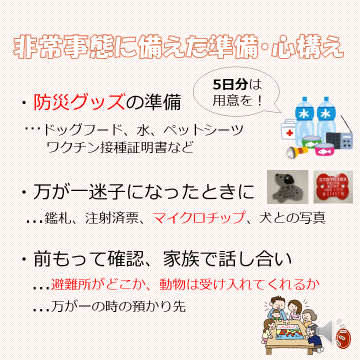 非常事態に備えた準備・心構え
5日分は
用意を！
・防災グッズの準備
…ドッグフード、水、ペットシーツ
ワクチン接種証明書など
水 水
・万が一迷子になったときに
…鑑札、注射済票、マイクロチップ、犬との写真
・前もって確認、家族で話し合い
…避難所がどこか、動物は受け入れてくれるか
…万が一の時の預かり先